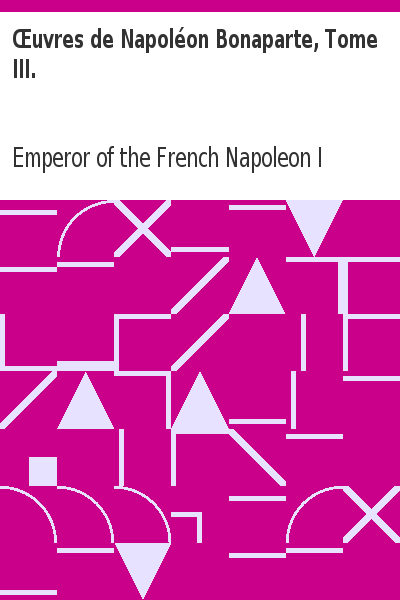 Œuvres de Napoléon Bonaparte, Tome
III.
Emperor of the French Napoleon I